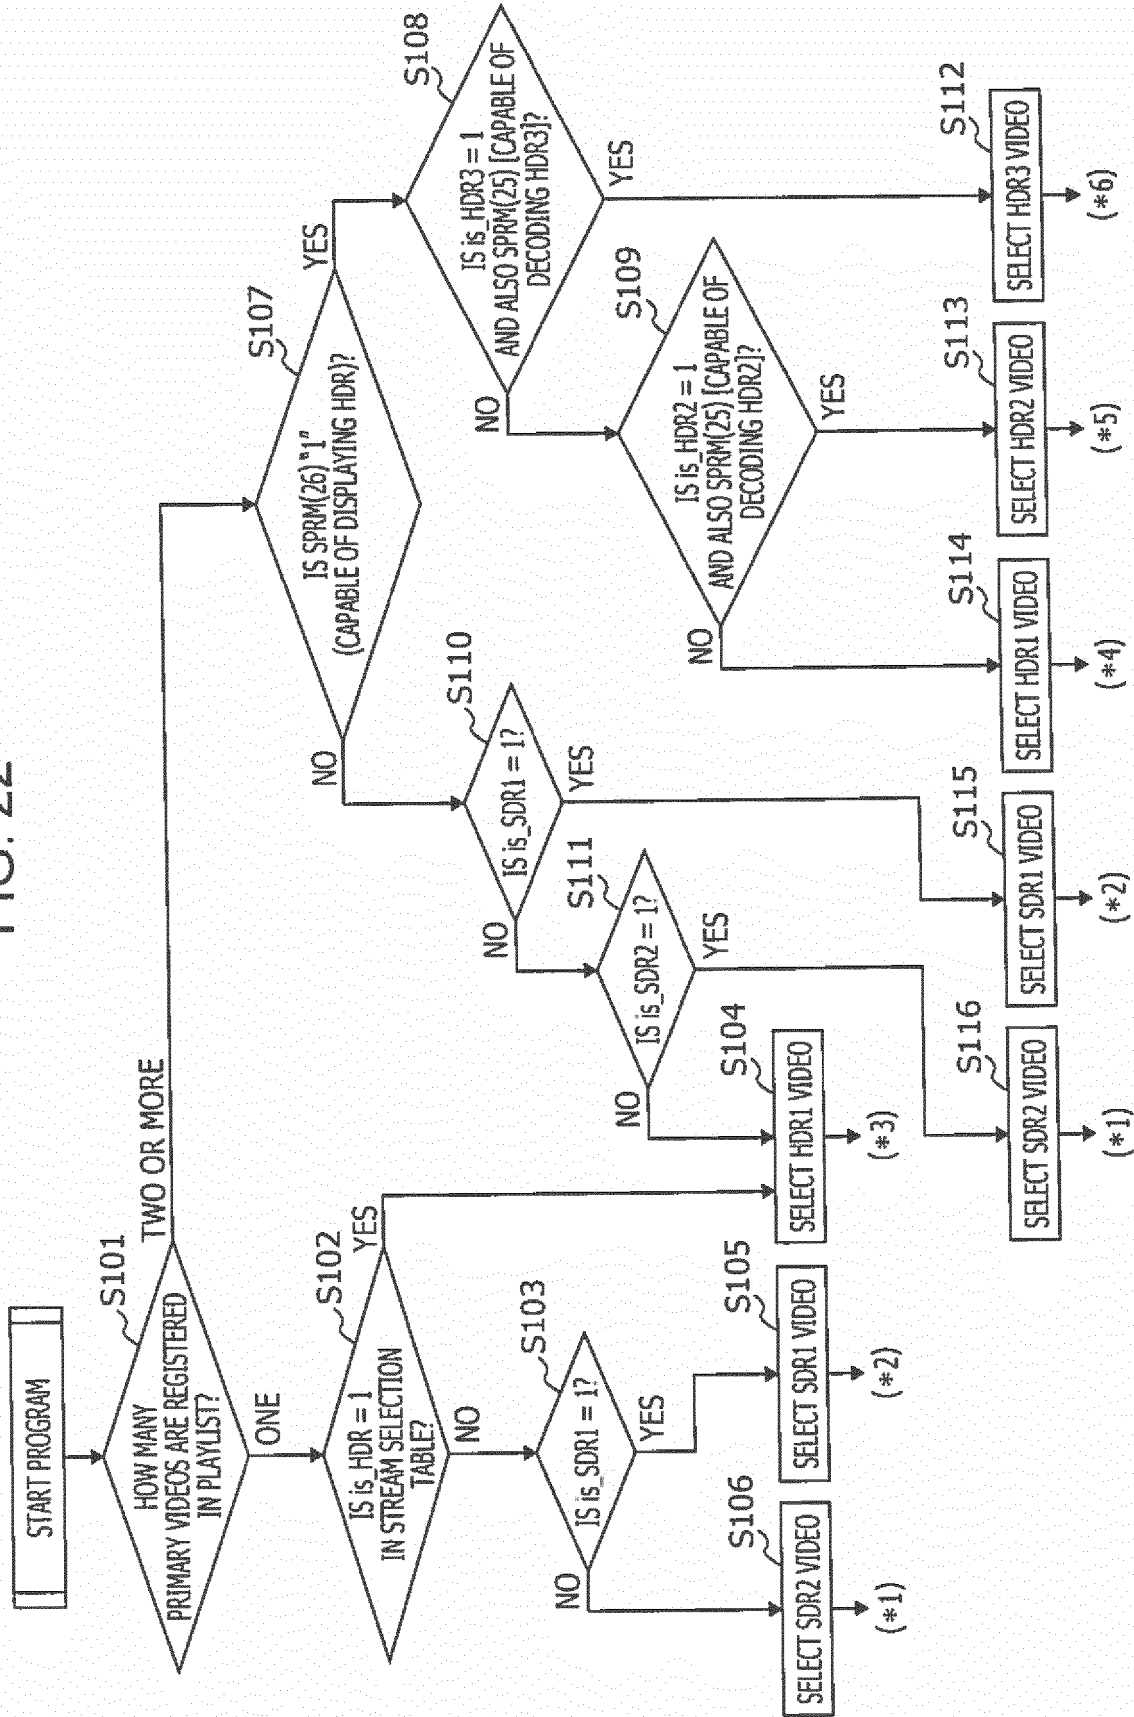 FIG. 22
START PROGRAM
S101
HOW MANY
PRIMARY VIDEOS ARE REGISTERED
IN PLAYLIST?
TWO OR MORE
ONE
S102
IS is_HDR = 1
IN STREAM SELECTION
TABLE?
YES
NO
S103
IS is_SDR1 = 1?
YES
NO
S107
IS SPRM(26) "1"
(CAPABLE OF DISPLAYING HDR)?
YES
NO
S108
IS is_HDR3 = 1
AND ALSO SPRM(25) [CAPABLE OF
DECODING HDR3]?
YES
NO
S109
IS is_HDR2 = 1
AND ALSO SPRM(25) [CAPABLE OF
DECODING HDR2]?
YES
NO
S110
IS is_SDR1 = 1?
YES
NO
S111
IS is_SDR2 = 1?
YES
NO
S106
SELECT SDR2 VIDEO
(*1)
S105
SELECT SDR1 VIDEO
(*2)
S104
SELECT HDR1 VIDEO
(*3)
S116
SELECT SDR2 VIDEO
(*1)
S115
SELECT SDR1 VIDEO
(*2)
S114
SELECT HDR1 VIDEO
(*4)
S113
SELECT HDR2 VIDEO
(*5)
S112
SELECT HDR3 VIDEO
(*6)